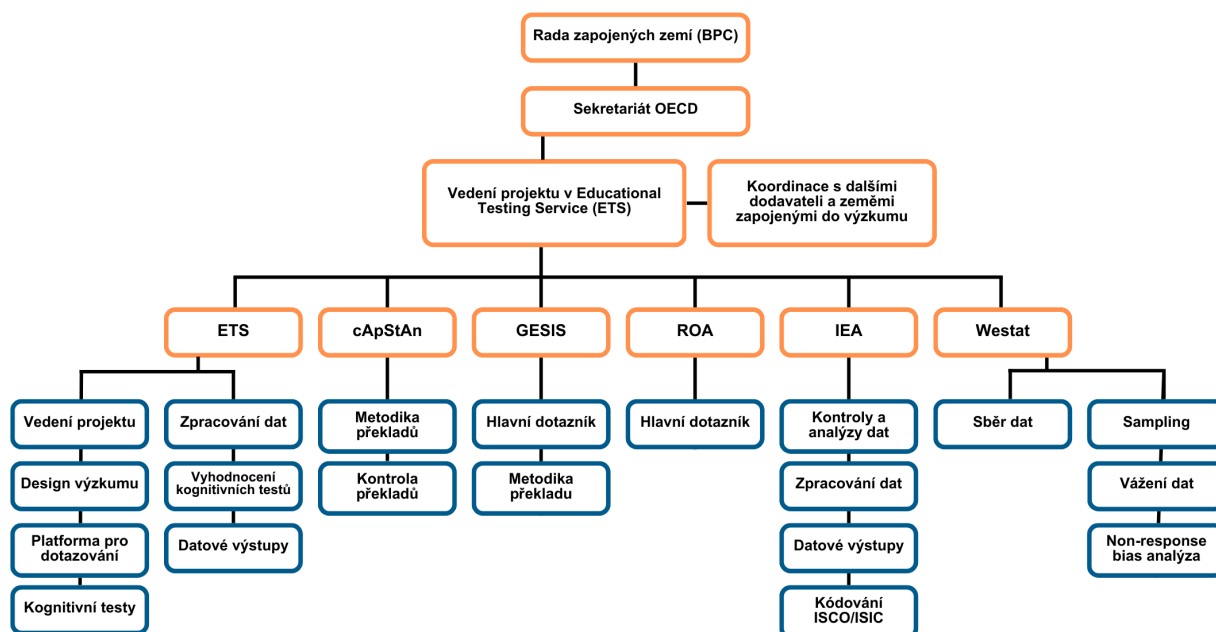 Rada zapojených zemí (BPC)
Sekretariát OECD
Vedení projektu v Educational
Testing Service (ETS)
Koordinace s dalšími
dodavateli a zeměmi
zapojenými do výzkumu
ETS
cApStAn
GESIS
ROA
IEA
Westat
Vedení projektu
Design výzkumu
Platforma pro
dotazování
Kognitivní testy
Zpracování dat
Vyhodnocení
kognitivních testů
Datové výstupy
Metodika
překladů
Kontrola
překladů
Hlavní dotazník
Metodika
překladu
Hlavní dotazník
Kontroly a
analýzy dat
Zpracování dat
Datové výstupy
Kódování
ISCO/ISIC
Sběr dat
Sampling
Vážení dat
Non-response
bias analýza